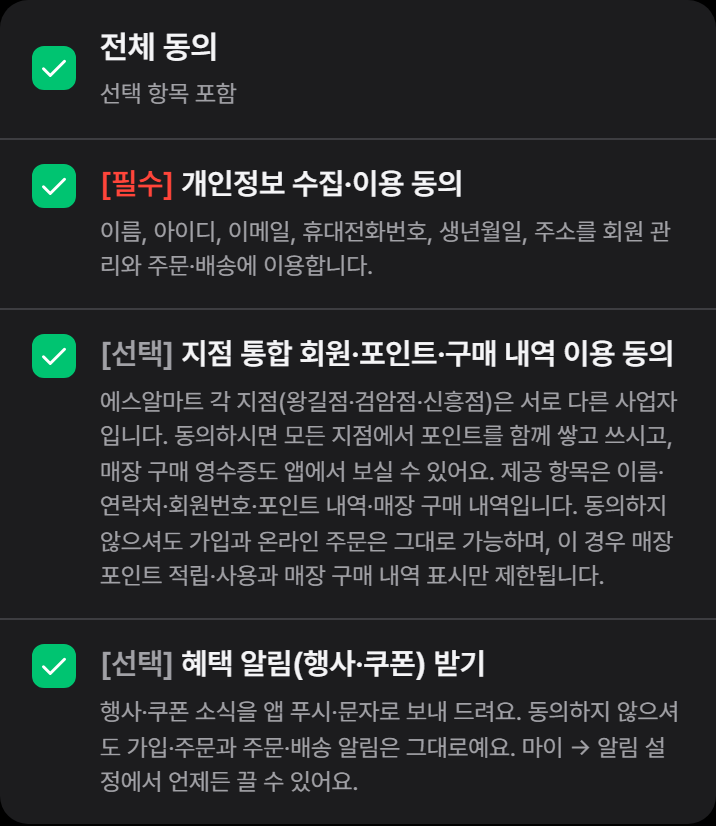 전체 동의
선택 항목 포함
[필수] 개인정보 수집·이용 동의
이름, 아이디, 이메일, 휴대전화번호, 생년월일, 주소를 회원 관
리와 주문·배송에 이용합니다.
[선택] 지점 통합 회원·포인트·구매 내역 이용 동의
에스알마트 각 지점(왕길점·검암점·신흥점)은 서로 다른 사업자
입니다. 동의하시면 모든 지점에서 포인트를 함께 쌓고 쓰시고,
매장 구매 영수증도 앱에서 보실 수 있어요. 제공 항목은 이름·
연락처·회원번호·포인트 내역·매장 구매 내역입니다. 동의하지
않으셔도 가입과 온라인 주문은 그대로 가능하며, 이 경우 매장
포인트 적립·사용과 매장 구매 내역 표시만 제한됩니다.
[선택] 혜택 알림(행사·쿠폰) 받기
행사·쿠폰 소식을 앱 푸시·문자로 보내 드려요. 동의하지 않으셔
도 가입·주문과 주문·배송 알림은 그대로예요. 마이 → 알림 설
정에서 언제든 끌 수 있어요.